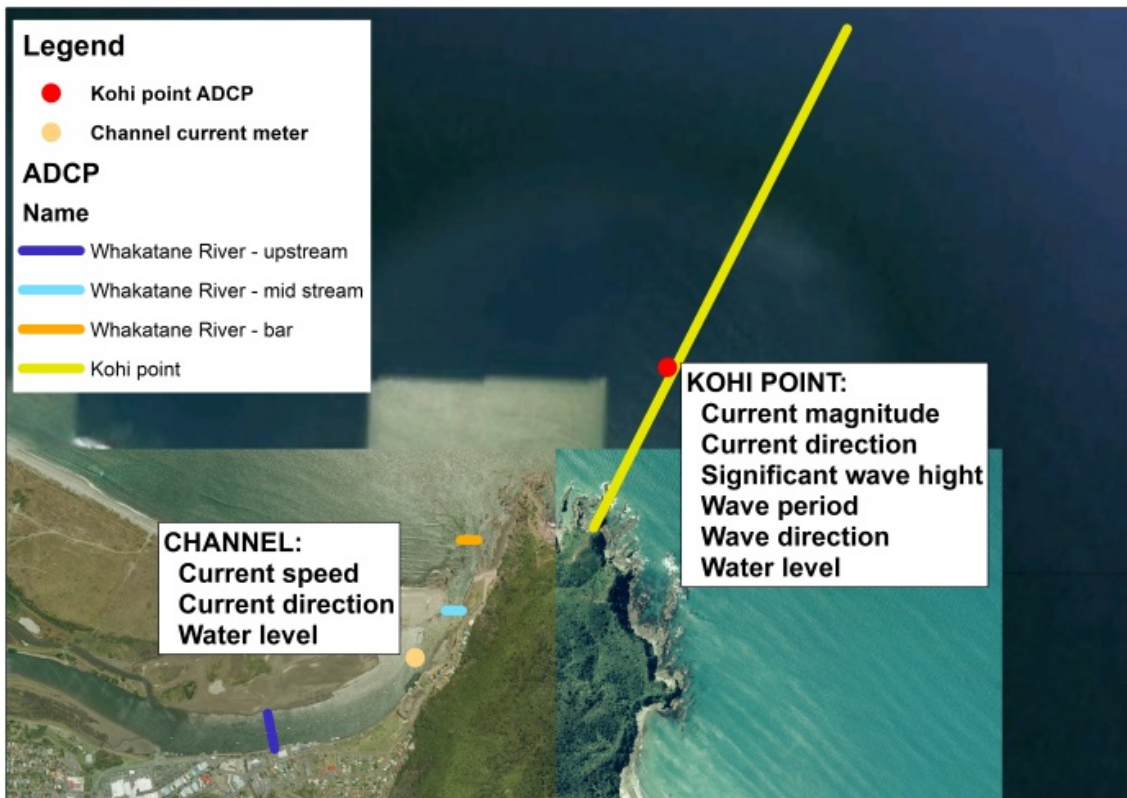 Legend
Kohi point ADCP
Channel current meter
ADCP
Name
Whakatane River - upstream
Whakatane River - mid stream
Whakatane River - bar
Kohi point
KOHI POINT:
Current magnitude
Current direction
Significant wave hight
Wave period
Wave direction
Water level
CHANNEL:
Current speed
Current direction
Water level